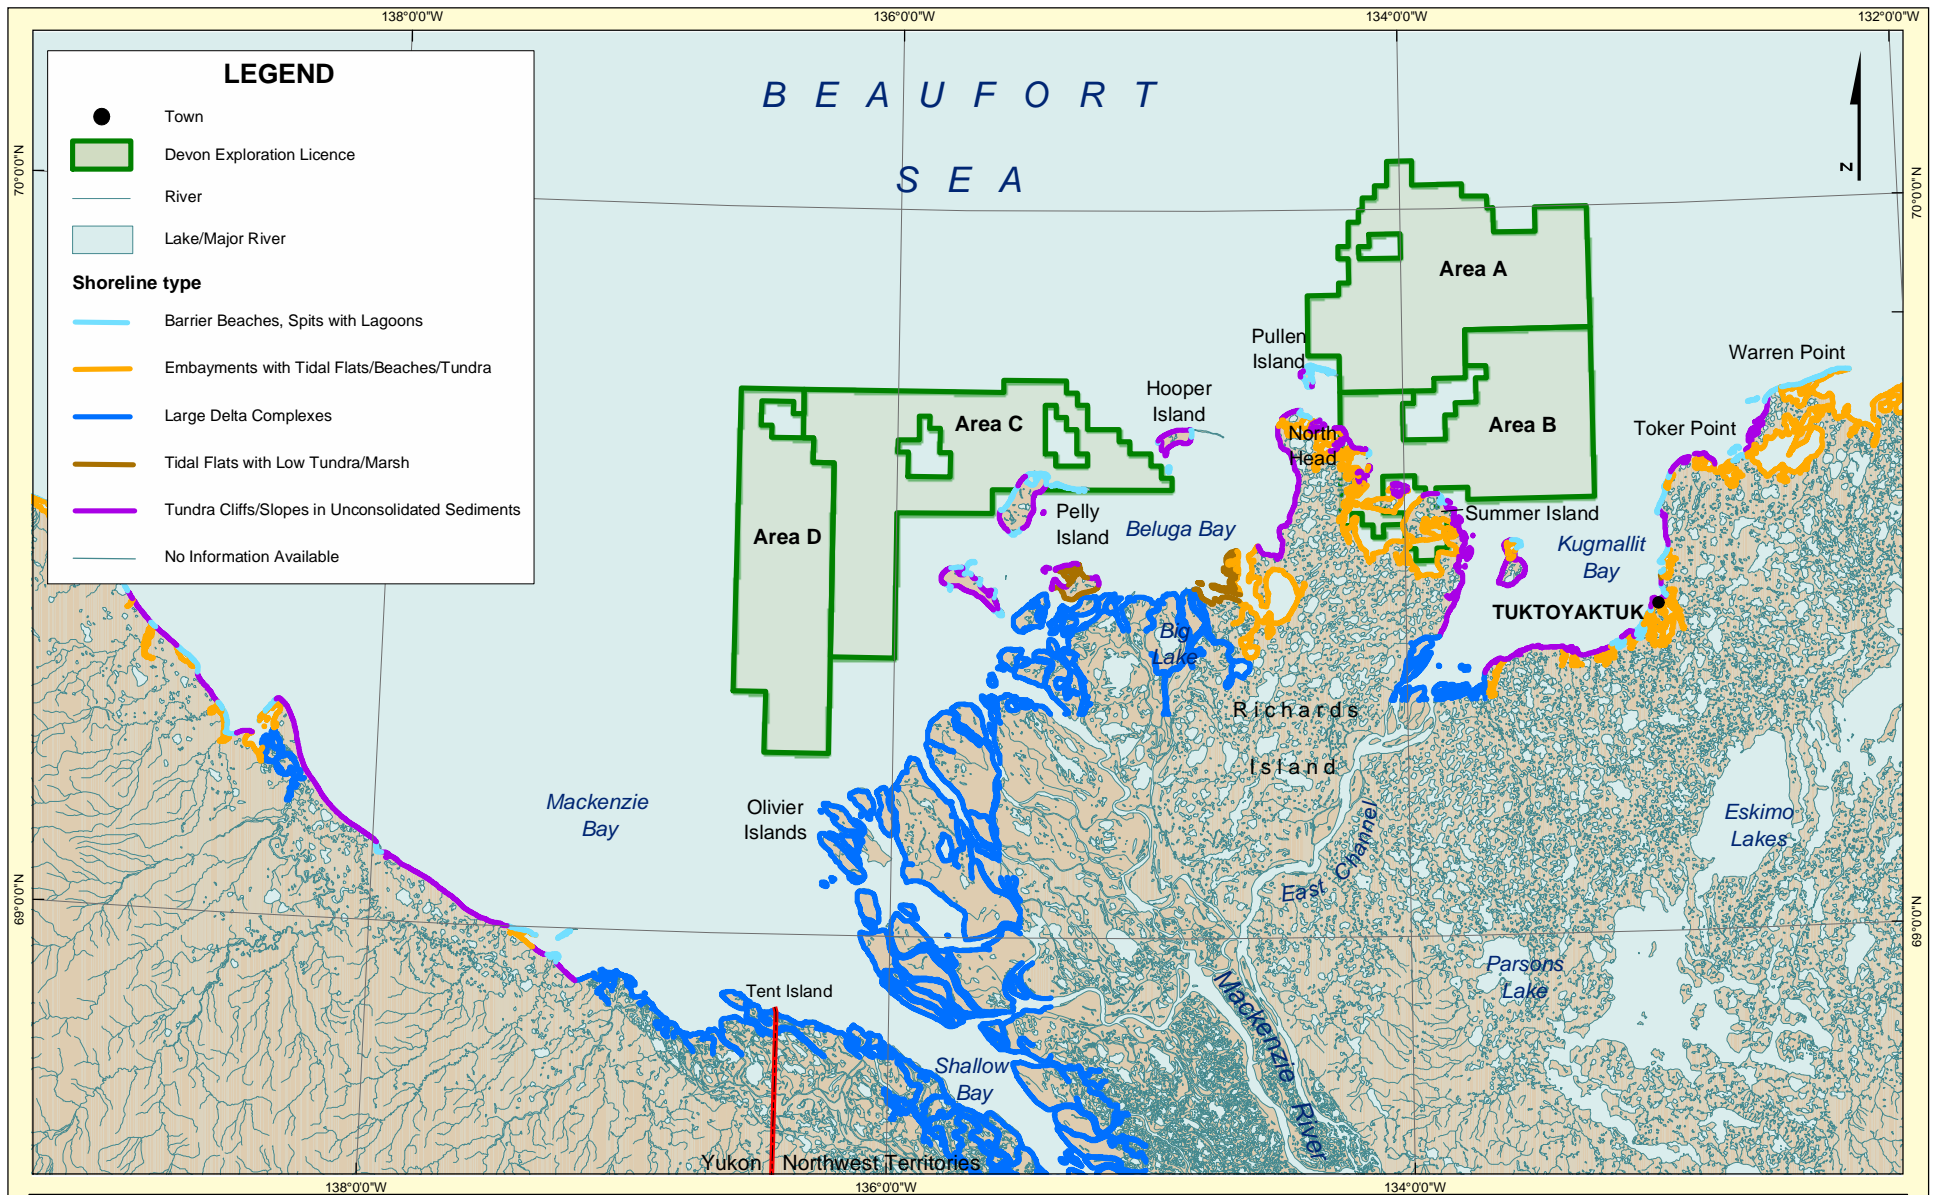 138°0'0"W
136°0'0"W
134°0'0"W
132°0'0"W
LEGEND
Town
Devon Exploration Licence
River
Lake/Major River
Shoreline type
Barrier Beaches, Spits with Lagoons
Embayments with Tidal Flats/Beaches/Tundra
Large Delta Complexes
Tidal Flats with Low Tundra/Marsh
Tundra Cliffs/Slopes in Unconsolidated Sediments
No Information Available
BEAUFORT
SEA
N
70°0'0"N
70°0'0"N
Area A
Pullen
Island
Warren Point
Hooper
Island
Area C
Area B
North
Head
Toker Point
Pelly
Island
Beluga Bay
Summer Island
Area D
Kugmallit
Bay
TUKTOYAKTUK
Big
Lake
Richards
Island
Mackenzie
Bay
Olivier
Islands
East Channel
Eskimo
Lakes
69°0'0"N
69°0'0"N
Parsons
Lake
Tent Island
Mackenzie River
Shallow
Bay
Yukon
Northwest Territories
138°0'0"W
136°0'0"W
134°0'0"W